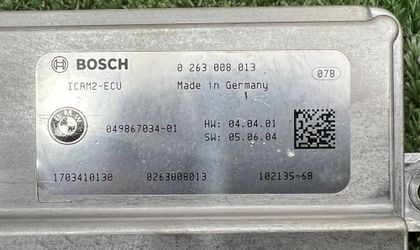 BOSCH 0 263 008 013
ICAM2-ECU Made in Germany 078
BMW
049867034-01 HW: 04.04.01
SW: 05.06.04
1703410130 0263008013 102135-68